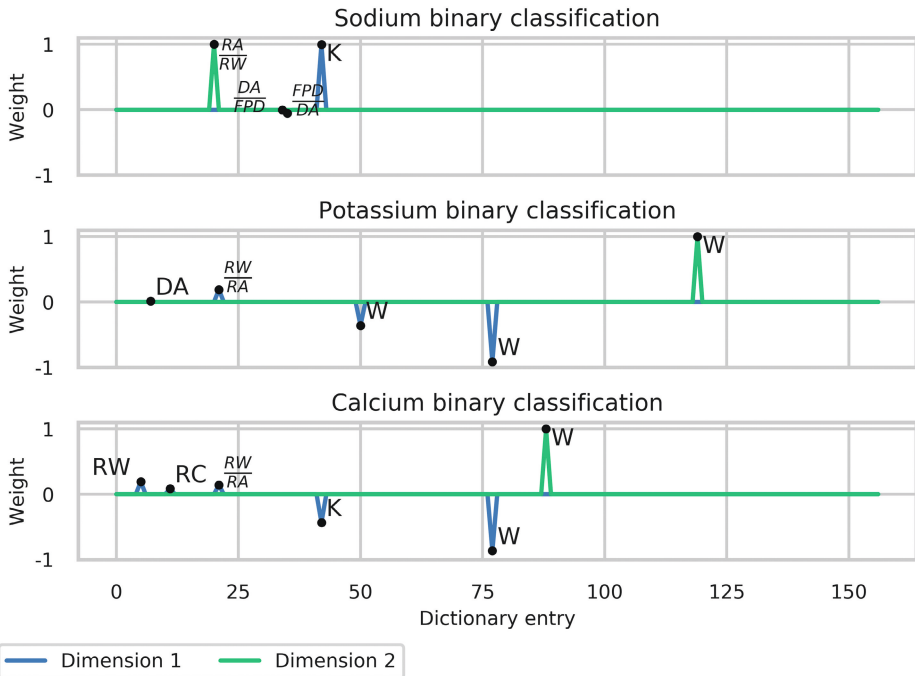 Sodium binary classification
Weight
1
0
-1
RA
RW
DA
FPD
FPD
DA
K
Potassium binary classification
Weight
1
0
-1
DA
RW
RA
W
W
W
Calcium binary classification
Weight
1
0
-1
RW
RC
RW
RA
K
W
W
0 25 50 75 100 125 150
Dictionary entry
Dimension 1 Dimension 2